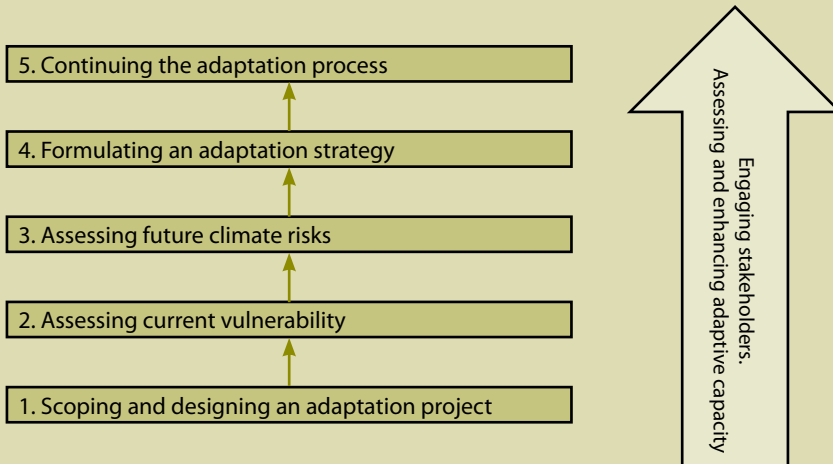 5. Continuing the adaptation process
4. Formulating an adaptation strategy
3. Assessing future climate risks
2. Assessing current vulnerability
1. Scoping and designing an adaptation project
Engaging stakeholders.
Assessing and enhancing adaptive capacity